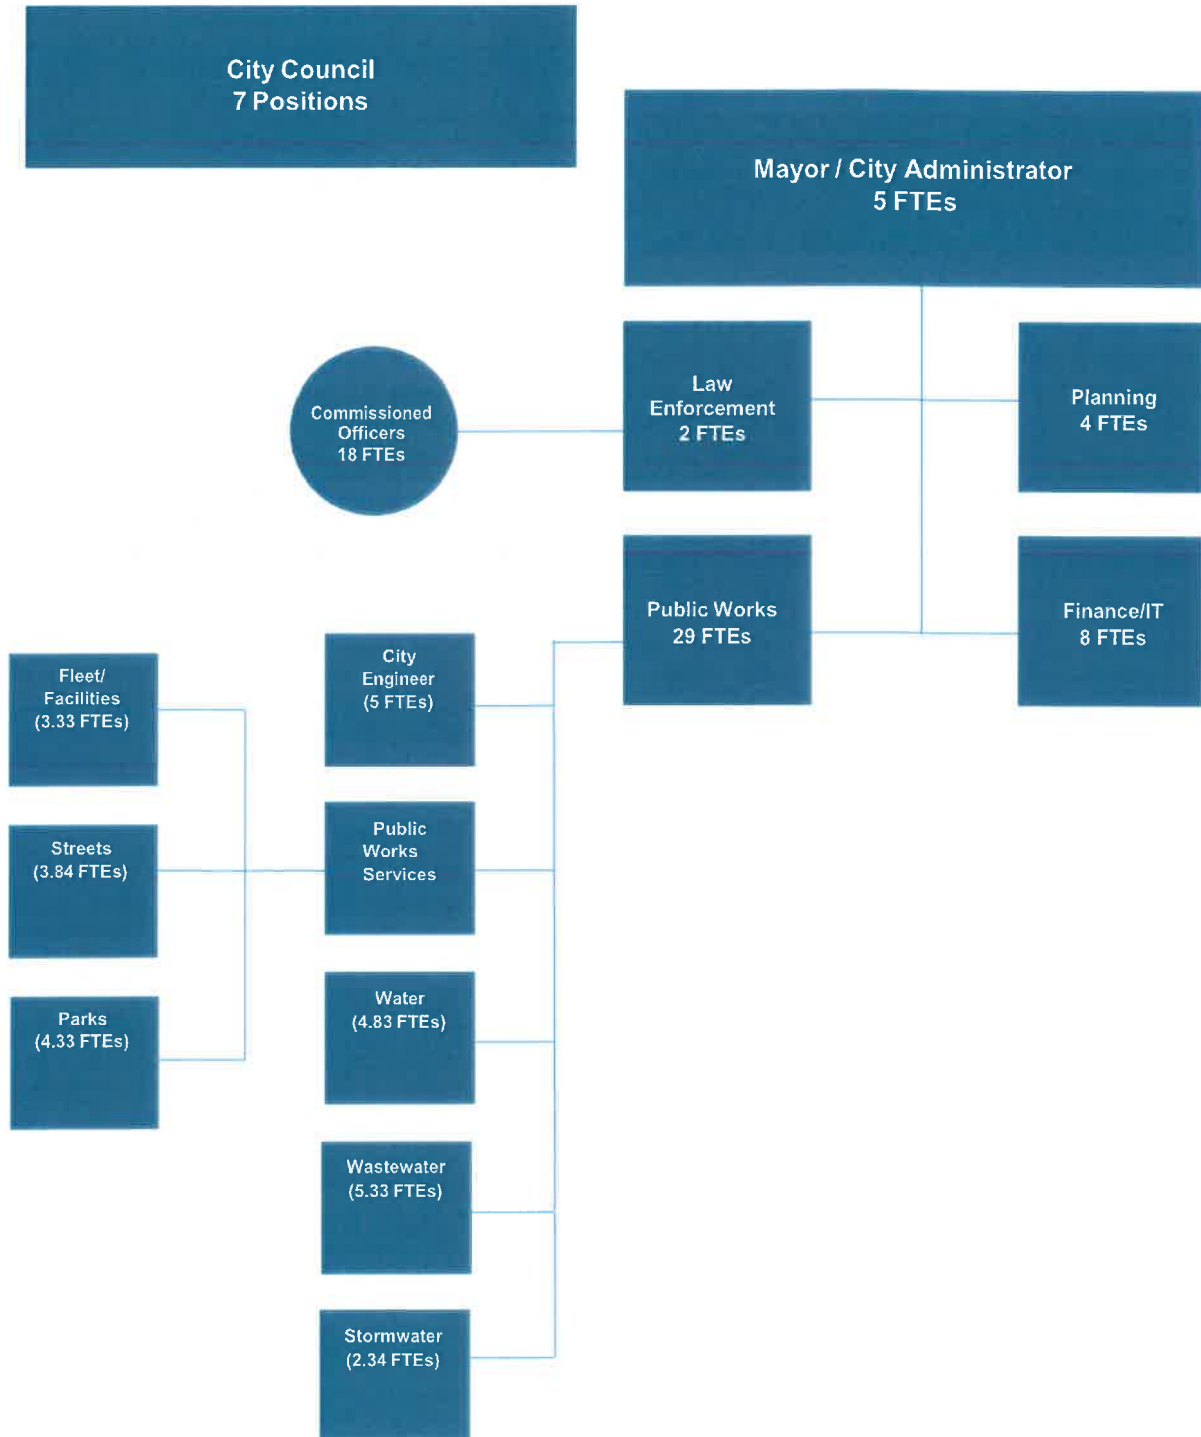 City Council
7 Positions
Mayor / City Administrator
5 FTEs
Commissioned
Officers
18 FTEs
Law
Enforcement
2 FTEs
Planning
4 FTEs
Public Works
29 FTEs
Finance/IT
8 FTEs
Fleet/
Facilities
(3.33 FTEs)
City
Engineer
(5 FTEs)
Streets
(3.84 FTEs)
Public
Works
Services
Parks
(4.33 FTEs)
Water
(4.83 FTEs)
Wastewater
(5.33 FTEs)
Stormwater
(2.34 FTEs)